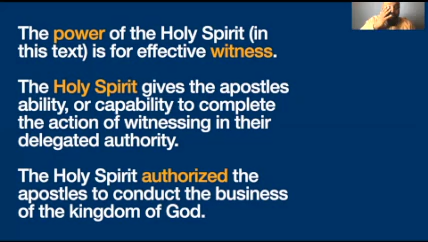 The power of the Holy Spirit (in
this text) is for effective witness.
The Holy Spirit gives the apostles
ability, or capability to complete
the action of witnessing in their
delegated authority.
The Holy Spirit authorized the
apostles to conduct the business
of the kingdom of God.